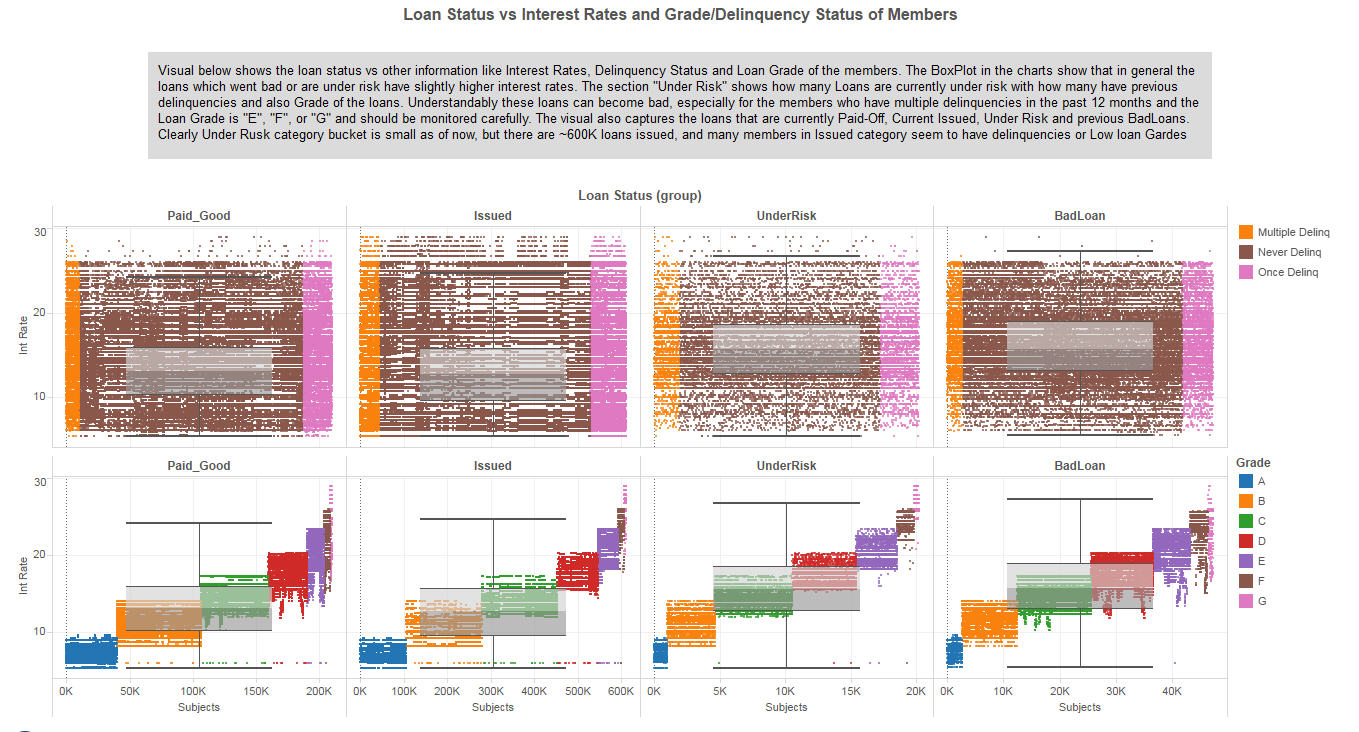 Loan Status vs Interest Rates and Grade/Delinquency Status of Members
Visual below shows the loan status vs other information like Interest Rates, Delinquency Status and Loan Grade of the members. The BoxPlot in the charts show that in general the
loans which went bad or are under risk have slightly higher interest rates. The section "Under Risk" shows how many Loans are currently under risk with how many have previous
delinquencies and also Grade of the loans. Understandably these loans can become bad, especially for the members who have multiple delinquencies in the past 12 months and the
Loan Grade is "E", "F", or "G" and should be monitored carefully. The visual also captures the loans that are currently Paid-Off, Current Issued, Under Risk and previous BadLoans.
Clearly Under Rusk category bucket is small as of now, but there are ~600K loans issued, and many members in Issued category seem to have delinquencies or Low loan Gardes
Loan Status (group)
Paid_Good Issued UnderRisk BadLoan
30
20
10
Int Rate
Multiple Delinq
Never Delinq
Once Delinq
Paid_Good Issued UnderRisk BadLoan
30
20
10
Int Rate
Grade
A
B
C
D
E
F
G
0K 50K 100K 150K 200K 0K 100K 200K 300K 400K 500K 600K 0K 5K 10K 15K 20K 0K 10K 20K 30K 40K
Subjects Subjects Subjects Subjects